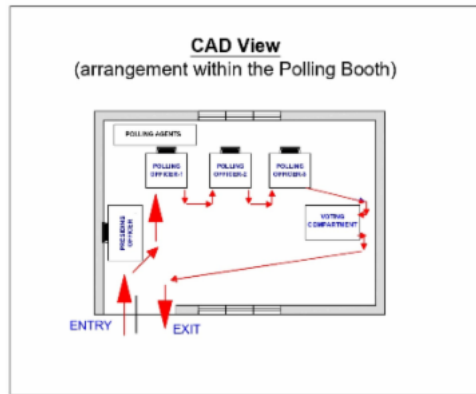 CAD View
(arrangement within the Polling Booth)
POLLING AGENTS
POLLING
OFFICER-1
POLLING
OFFICER-2
POLLING
OFFICER-3
PRESIDING
OFFICER
VOTING
COMPARTMENT
ENTRY
EXIT